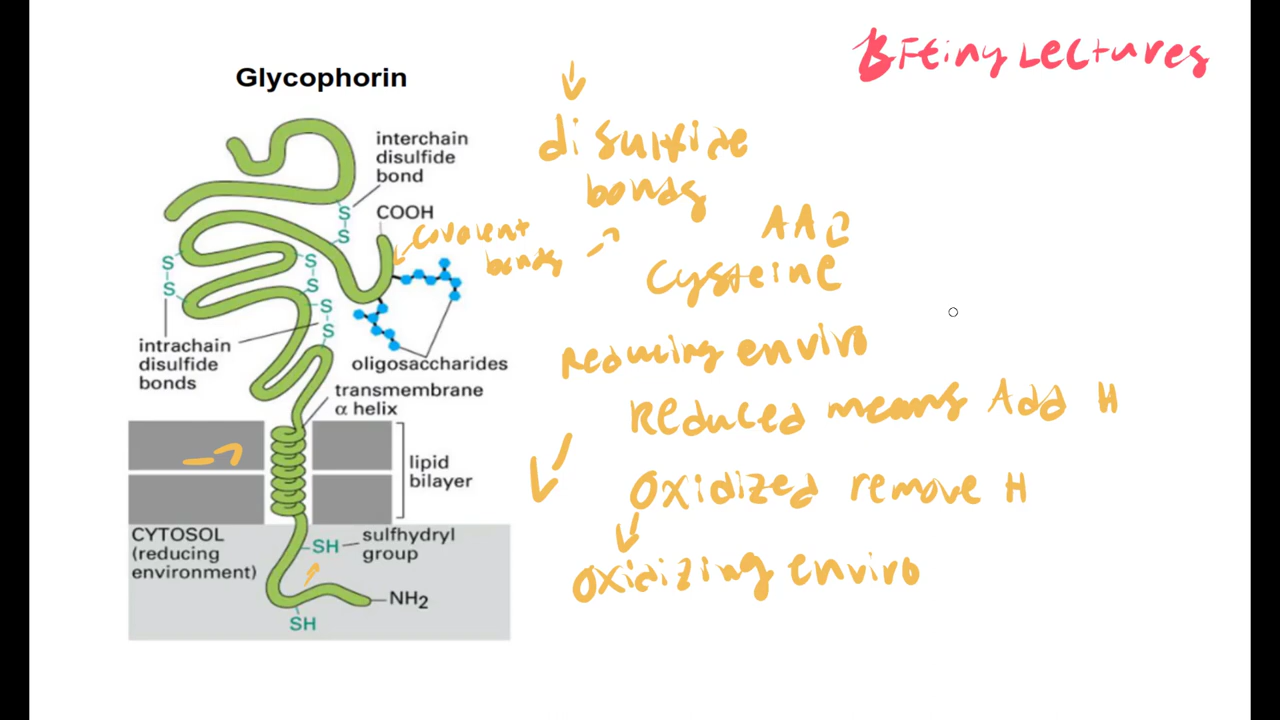 BFtiny Lectures
Glycophorin
interchain
disulfide
bond
COOH
S
S
S
S
S
S
S
S
intrachain
disulfide
bonds
oligosaccharides
transmembrane
α helix
lipid
bilayer
CYTOSOL
(reducing
environment)
SH
sulfhydryl
group
NH2
SH
disulfide
bonds
covalent
bonds
AA
Cysteine
Reducing enviro
Reduced means Add H
Oxidized remove H
Oxidizing enviro